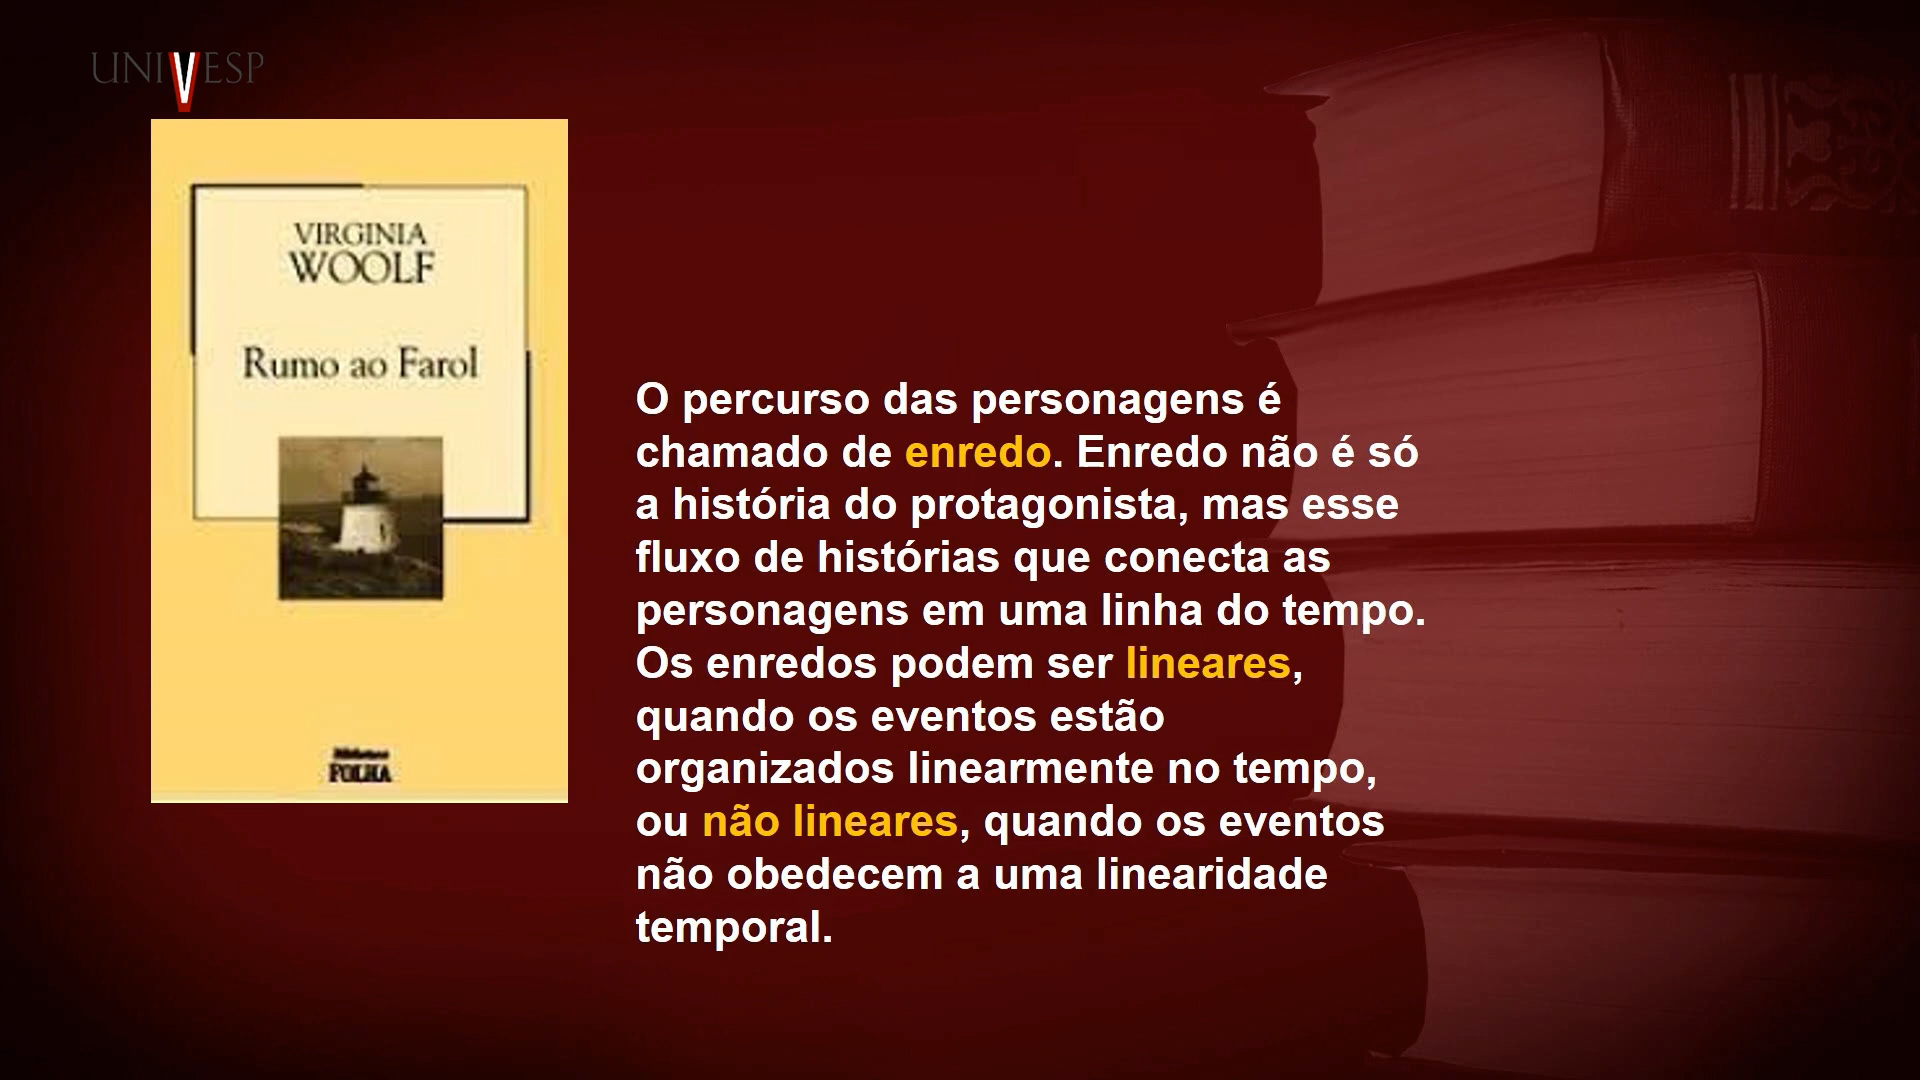 UNIVESP
VIRGINIA
WOOLF
Rumo ao Farol
FOLHA
O percurso das personagens é
chamado de enredo. Enredo não é só
a história do protagonista, mas esse
fluxo de histórias que conecta as
personagens em uma linha do tempo.
Os enredos podem ser lineares,
quando os eventos estão
organizados linearmente no tempo,
ou não lineares, quando os eventos
não obedecem a uma linearidade
temporal.